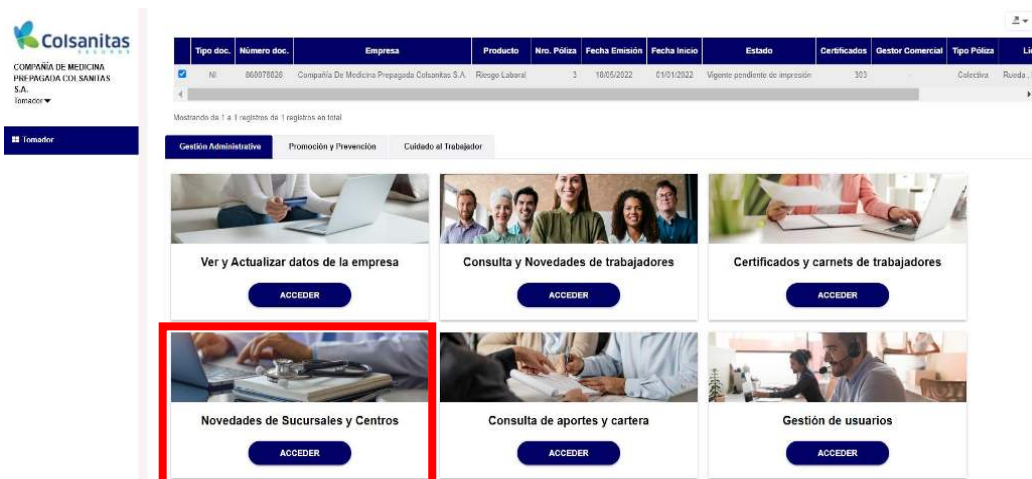 Colsanitas
SEGUROS
COMPAÑÍA DE MEDICINA
PREPAGADA COLSANITAS
S.A.
Tomador
Tomador
Tipo doc. Número doc. Empresa Producto Nro. Póliza Fecha Emisión Fecha Inicio Estado Certificados Gestor Comercial Tipo Póliza
NI 860078828 Compañía De Medicina Prepagada Colsanitas S.A. Riesgo Laboral 3 18/05/2022 01/01/2022 Vigente pendiente de impresión 303 - Colectiva Rueda
Mostrando de 1 a 1 registros de 1 registros en total
Gestión Administrativa Promoción y Prevención Cuidado al Trabajador
Ver y Actualizar datos de la empresa
ACCEDER
Consulta y Novedades de trabajadores
ACCEDER
Certificados y carnets de trabajadores
ACCEDER
Novedades de Sucursales y Centros
ACCEDER
Consulta de aportes y cartera
ACCEDER
Gestión de usuarios
ACCEDER